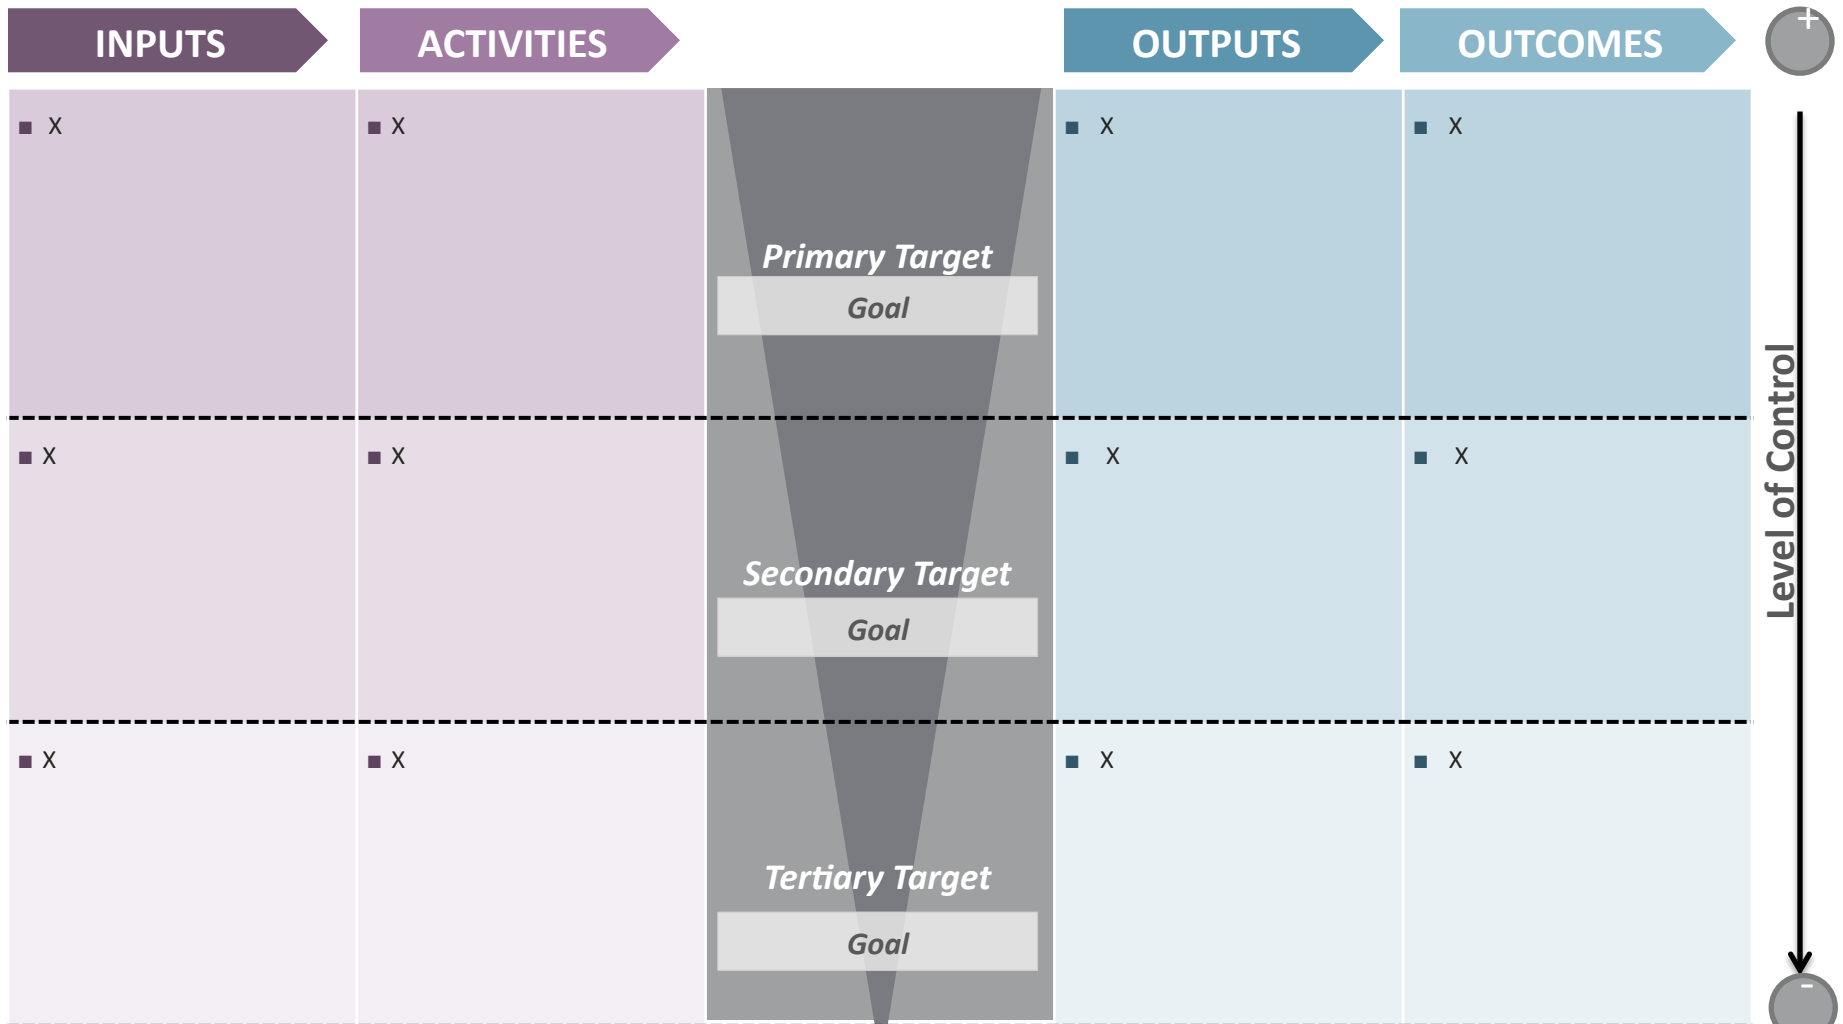 INPUTS
ACTIVITIES
OUTPUTS
OUTCOMES
+
X
X
Primary Target
Goal
X
X
X
X
Secondary Target
Goal
X
X
X
X
Tertiary Target
Goal
X
X
Level of Control
-